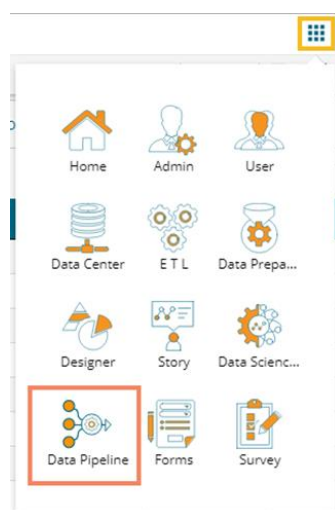 Home
Admin
User
Data Center
E T L
Data Prepa...
Designer
Story
Data Scienc...
Data Pipeline
Forms
Survey